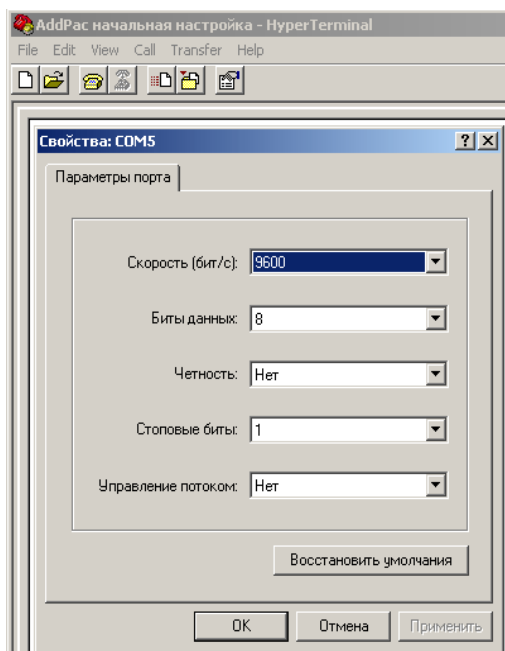 AddPac начальная настройка - HyperTerminal
File Edit View Call Transfer Help
Свойства: COM5
Параметры порта
Скорость (бит/с): 9600
Биты данных: 8
Четность: Нет
Стоповые биты: 1
Управление потоком: Нет
Восстановить умолчания
OK Отмена Применить